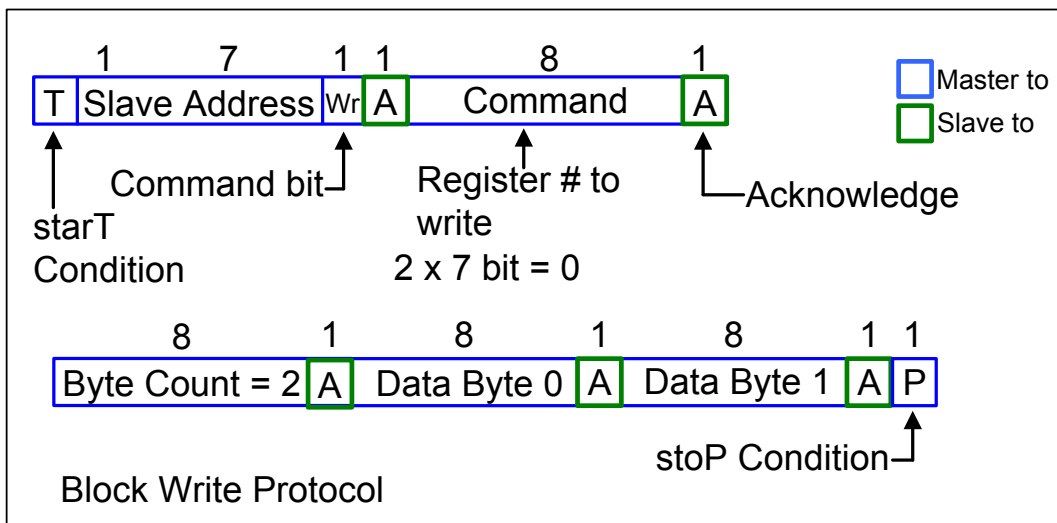 1 7 1 1 8 1
T Slave Address Wr A Command A
Master to
Slave to
Command bit
Register # to
write
Acknowledge
starT
Condition
2 x 7 bit = 0
8 1 8 1 8 1 1
Byte Count = 2 A Data Byte 0 A Data Byte 1 A P
stoP Condition
Block Write Protocol